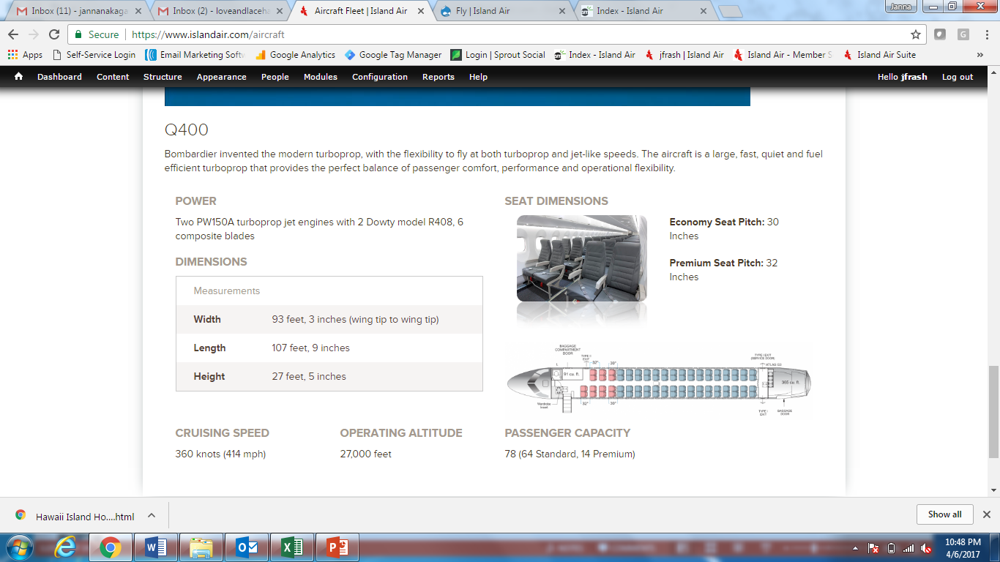 Inbox (11) - jannanakaga
Inbox (2) - loveandlaceha
Aircraft Fleet | Island Air
Fly | Island Air
Index - Island Air
Janna
Secure
https://www.islandair.com/aircraft
Apps
Self-Service Login
Email Marketing Softw
Google Analytics
Google Tag Manager
Login | Sprout Social
Index - Island Air
jfrash | Island Air
Island Air - Member S
Island Air Suite
Dashboard
Content
Structure
Appearance
People
Modules
Configuration
Reports
Help
Hello jfrash
Log out
Q400
Bombardier invented the modern turboprop, with the flexibility to fly at both turboprop and jet-like speeds. The aircraft is a large, fast, quiet and fuel
efficient turboprop that provides the perfect balance of passenger comfort, performance and operational flexibility.
POWER
Two PW150A turboprop jet engines with 2 Dowty model R408, 6
composite blades
DIMENSIONS
Measurements
Width 93 feet, 3 inches (wing tip to wing tip)
Length 107 feet, 9 inches
Height 27 feet, 5 inches
SEAT DIMENSIONS
Economy Seat Pitch: 30
Inches
Premium Seat Pitch: 32
Inches
BAGGAGE
COMPARTMENT
DOOR
TYPE II
EXIT
32"
30"
TYPE I EXIT
(SERVICE DOOR)
ATLAS G3
91 cu. ft.
365 cu. ft.
Wardrobe
32"
30"
TYPE I
EXIT
BAGGAGE
DOOR
CRUISING SPEED
360 knots (414 mph)
OPERATING ALTITUDE
27,000 feet
PASSENGER CAPACITY
78 (64 Standard, 14 Premium)
Hawaii Island Ho....html
Show all
10:48 PM
4/6/2017